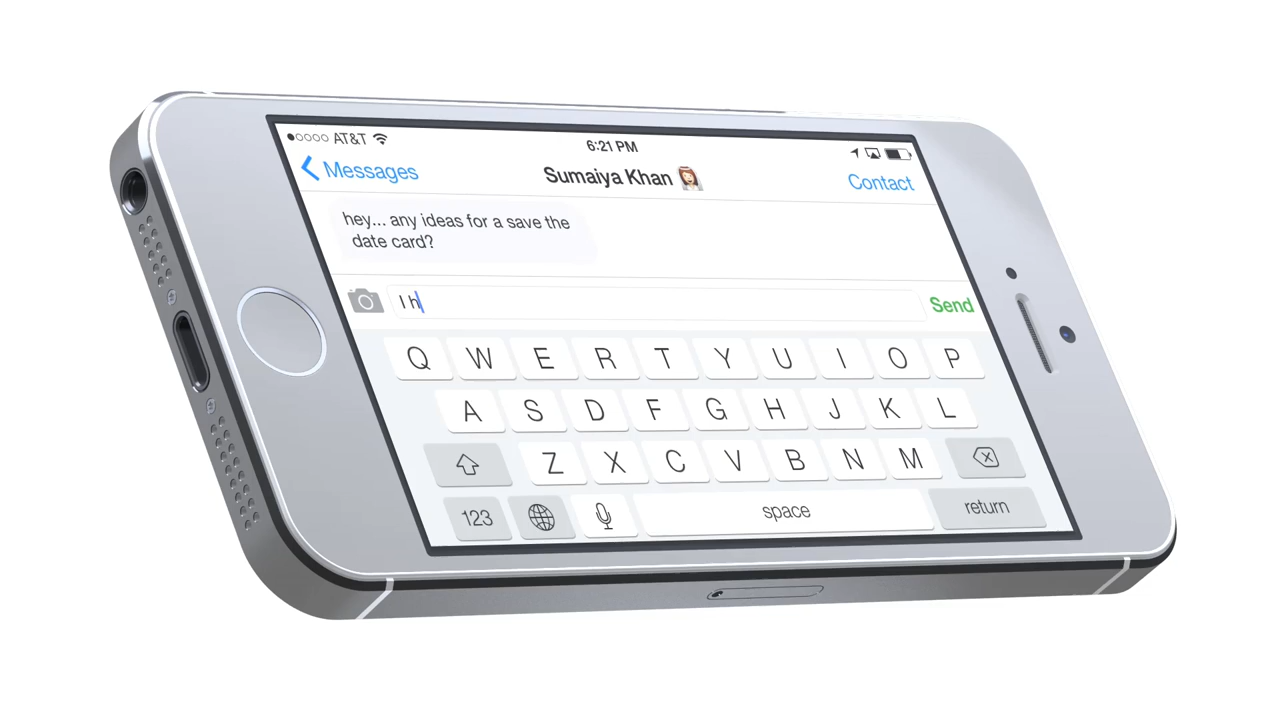 AT&T 6:21 PM
Messages Sumaiya Khan Contact
hey... any ideas for a save the
date card?
I h Send
Q W E R T Y U I O P
A S D F G H J K L
Z X C V B N M
123 space return